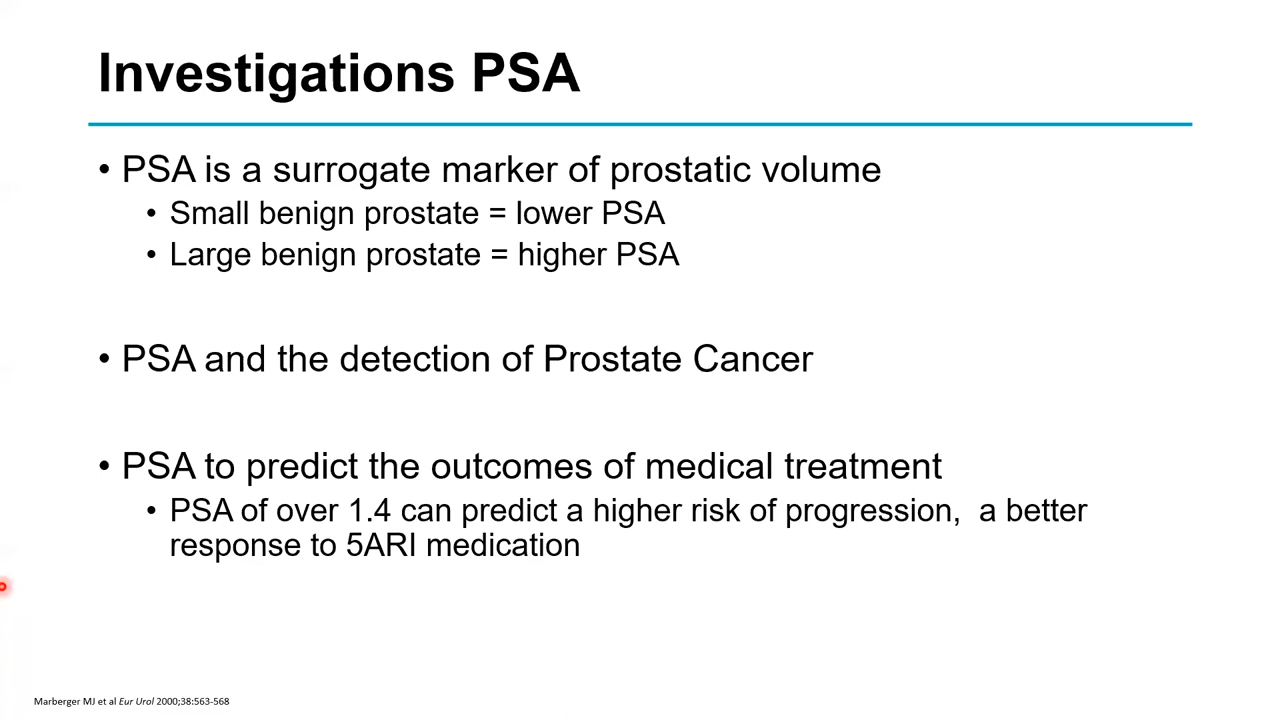 Investigations PSA
• PSA is a surrogate marker of prostatic volume
• Small benign prostate = lower PSA
• Large benign prostate = higher PSA
• PSA and the detection of Prostate Cancer
• PSA to predict the outcomes of medical treatment
• PSA of over 1.4 can predict a higher risk of progression,  a better
response to 5ARI medication
Marberger MJ et al Eur Urol 2000;38:563-568